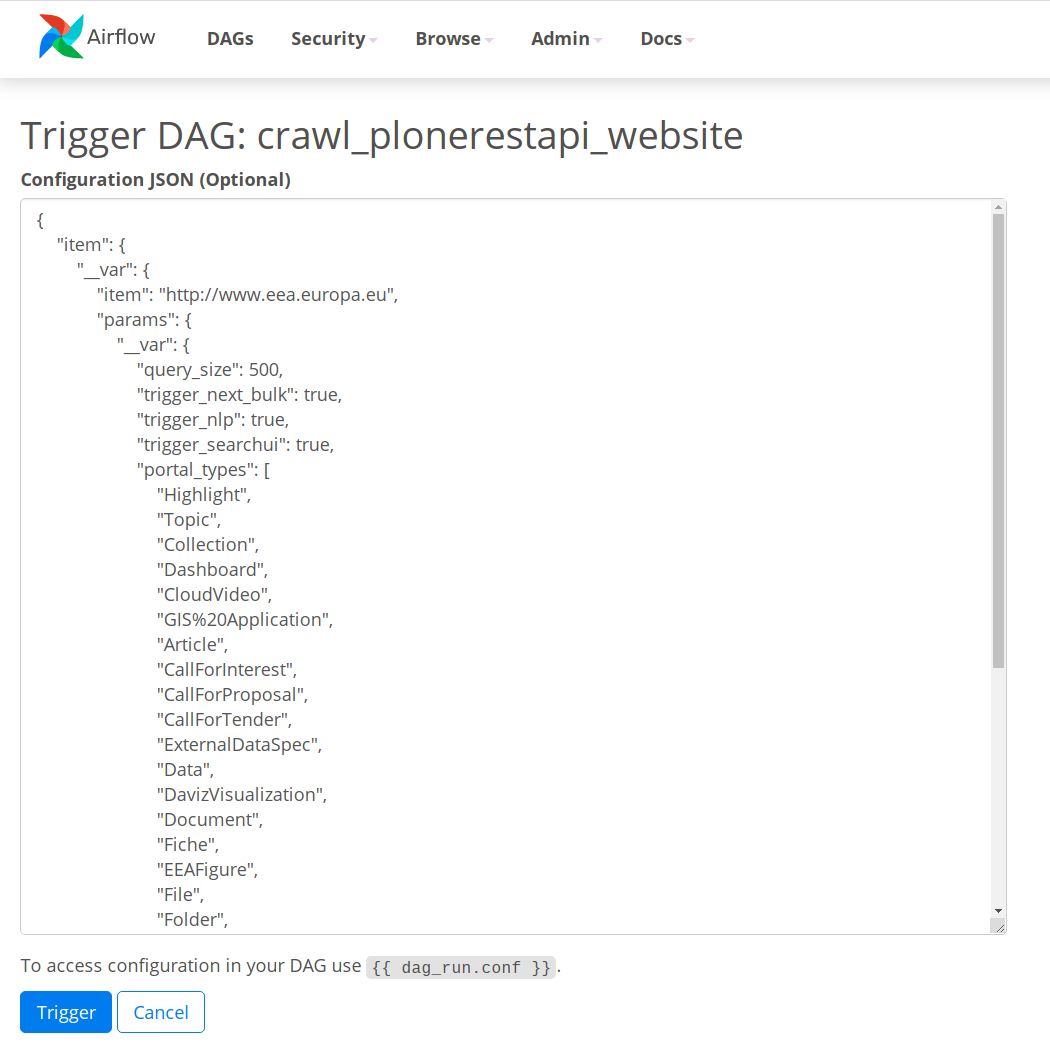 Airflow DAGs Security Browse Admin Docs
Trigger DAG: crawl_plonerestapi_website
Configuration JSON (Optional)
{
"item": {
"__var": {
"item": "http://www.eea.europa.eu",
"params": {
"__var": {
"query_size": 500,
"trigger_next_bulk": true,
"trigger_nlp": true,
"trigger_searchui": true,
"portal_types": [
"Highlight",
"Topic",
"Collection",
"Dashboard",
"CloudVideo",
"GIS%20Application",
"Article",
"CallForInterest",
"CallForProposal",
"CallForTender",
"ExternalDataSpec",
"Data",
"DavizVisualization",
"Document",
"Fiche",
"EEAFigure",
"File",
"Folder",
To access configuration in your DAG use {{ dag_run.conf }}.
Trigger Cancel